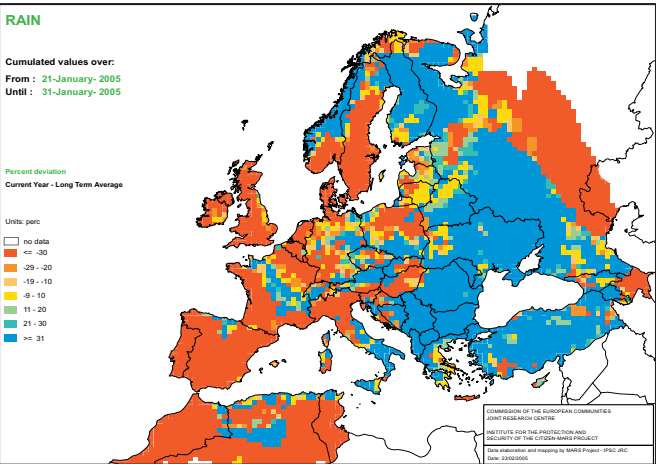 RAIN
Cumulated values over:
From : 21-January- 2005
Until : 31-January- 2005
Percent deviation
Current Year - Long Term Average
Units: perc
no data
<= -30
-29 - -20
-19 - -10
-9 - 10
11 - 20
21 - 30
>= 31
COMMISSION OF THE EUROPEAN COMMUNITIES
JOINT RESEARCH CENTRE
INSTITUTE FOR THE PROTECTION AND
SECURITY OF THE CITIZEN-MARS PROJECT
Data elaboration and mapping by MARS Project - IPSC JRC
Date: 23/02/2005